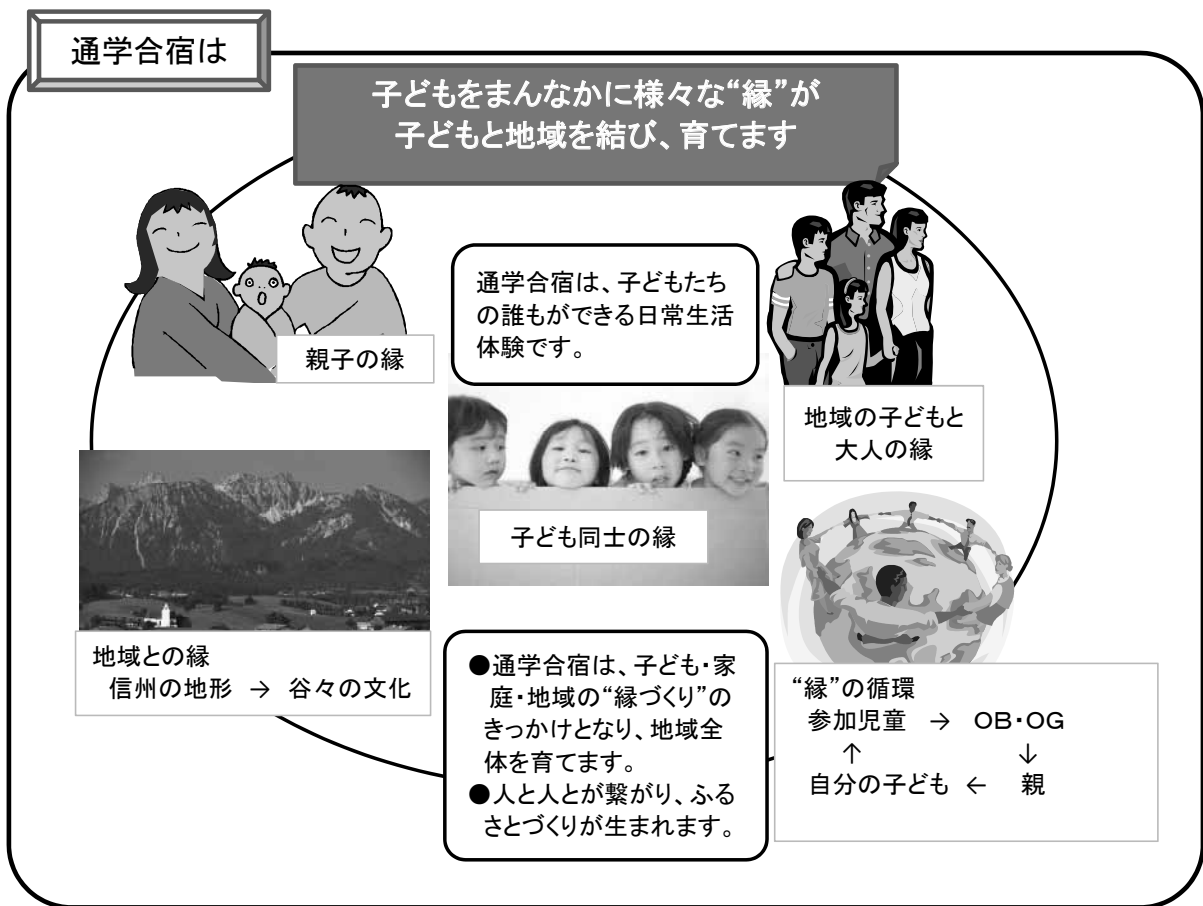 通学合宿は
子どもをまんなかに様々な“縁”が
子どもと地域を結び、育てます
親子の縁
通学合宿は、子どもたち
の誰もができる日常生活
体験です。
地域の子どもと
大人の縁
子ども同士の縁
地域との縁
信州の地形 → 谷々の文化
●通学合宿は、子ども・家
庭・地域の“縁づくり”の
きっかけとなり、地域全
体を育てます。
●人と人とが繋がり、ふる
さとづくりが生まれます。
“縁”の循環
参加児童 → OB・OG
↑ ↓
自分の子ども ← 親